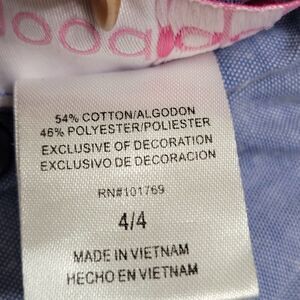 54% COTTON/ALGODON
46% POLYESTER/POLIESTER
EXCLUSIVE OF DECORATION
EXCLUSIVO DE DECORACION
RN#101769
4/4
MADE IN VIETNAM
HECHO EN VIETNAM